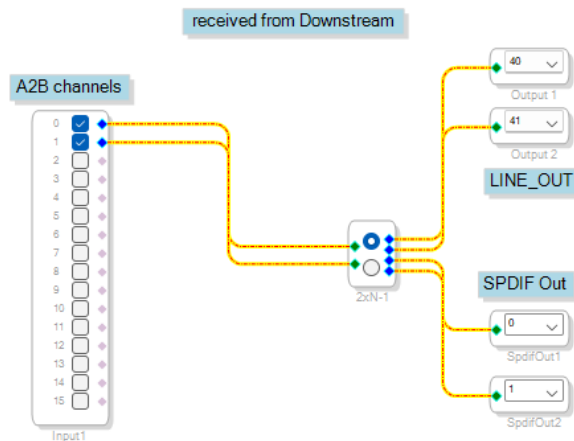 received from Downstream
A2B channels
0
1
2
3
4
5
6
7
8
9
10
11
12
13
14
15
Input1
2xN-1
40
Output 1
41
Output 2
LINE_OUT
SPDIF Out
0
SpdifOut1
1
SpdifOut2